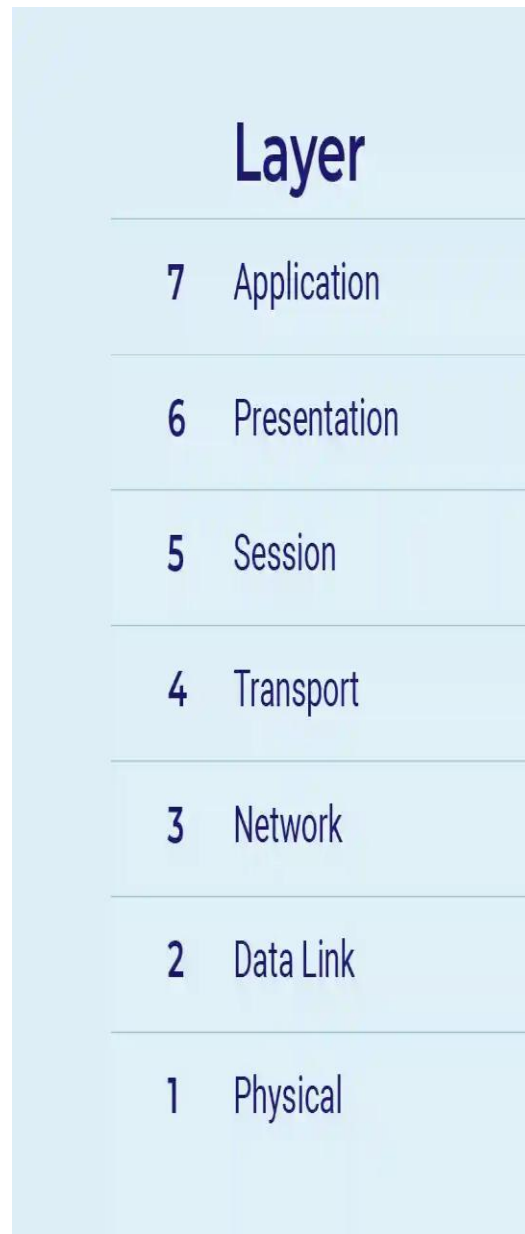 Layer
7 Application
6 Presentation
5 Session
4 Transport
3 Network
2 Data Link
1 Physical